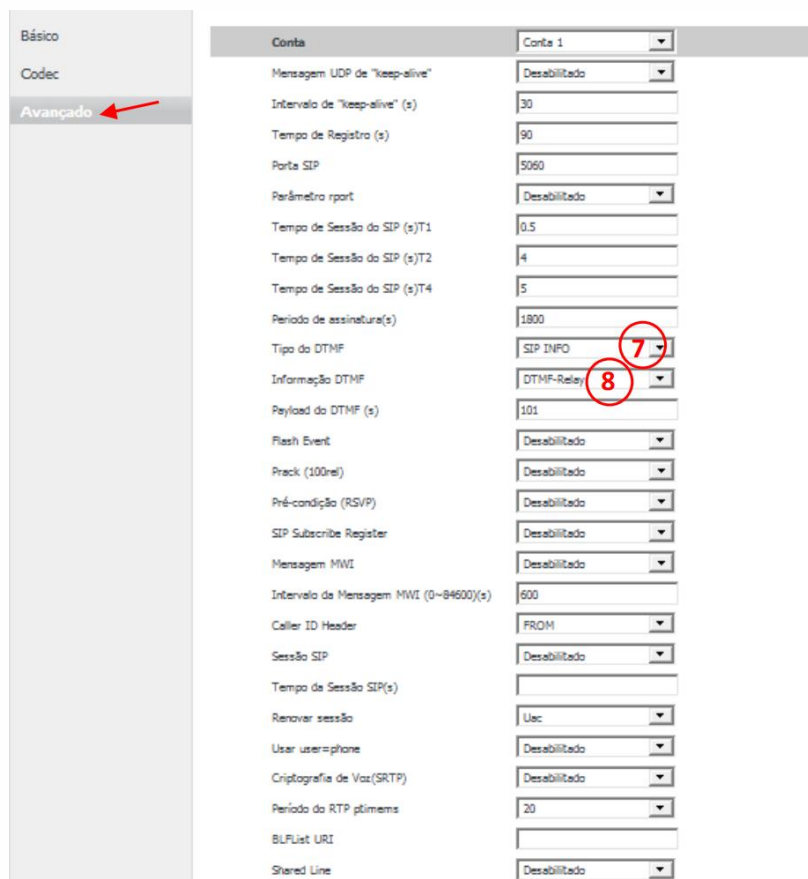 Básico
Codec
Avançado
Conta Conta 1
Mensagem UDP de "keep-alive" Desabilitado
Intervalo de "keep-alive" (s) 30
Tempo de Registro (s) 90
Porta SIP 5060
Parâmetro rport Desabilitado
Tempo de Sessão do SIP (s)T1 0.5
Tempo de Sessão do SIP (s)T2 4
Tempo de Sessão do SIP (s)T4 5
Periodo de assinatura(s) 1800
Tipo do DTMF SIP INFO 7
Informação DTMF DTMF-Relay 8
Payload do DTMF (s) 101
Flash Event Desabilitado
Prack (100rel) Desabilitado
Pré-condição (RSVP) Desabilitado
SIP Subscribe Register Desabilitado
Mensagem MWI Desabilitado
Intervalo da Mensagem MWI (0~84600)(s) 600
Caller ID Header FROM
Sessão SIP Desabilitado
Tempo da Sessão SIP(s)
Renovar sessão Uac
Usar user=phone Desabilitado
Criptografia de Voz(SRTP) Desabilitado
Período do RTP ptimems 20
BLFList URI
Shared Line Desabilitado